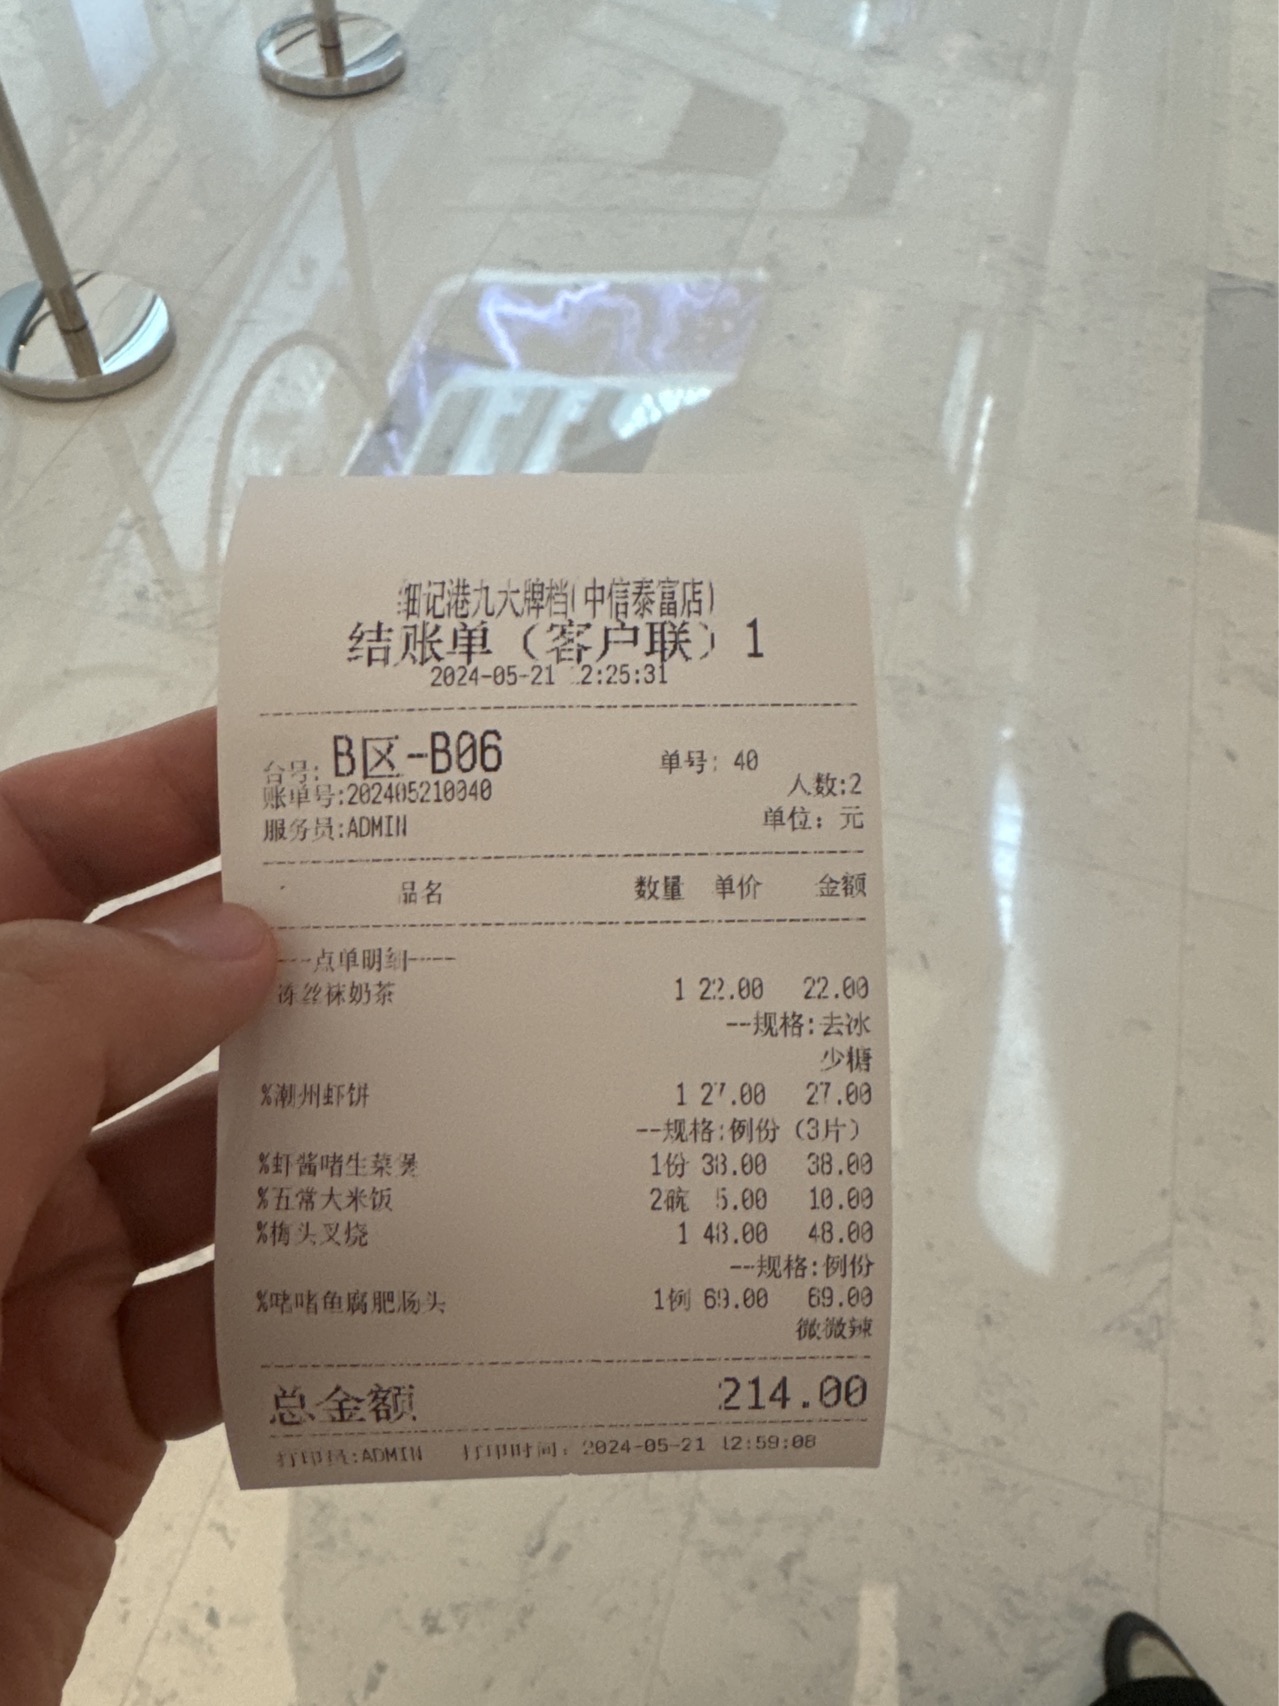 细记港九大牌档(中信泰富店)
结账单（客户联）1
2024-05-21 12:25:31
台号: B区-B06 单号: 40
账单号:202405210040 人数:2
服务员:ADMIN 单位: 元
品名 数量 单价 金额
----点单明细----
冻丝袜奶茶 1 22.00 22.00
--规格:去冰
少糖
%潮州虾饼 1 27.00 27.00
--规格:例份（3片）
%虾酱啫生菜煲 1份 38.00 38.00
%五常大米饭 2碗 5.00 10.00
%梅头叉烧 1 48.00 48.00
--规格:例份
%啫啫鱼腐肥肠头 1例 69.00 69.00
微微辣
总金额 214.00
打印员:ADMIN 打印时间: 2024-05-21 12:59:08